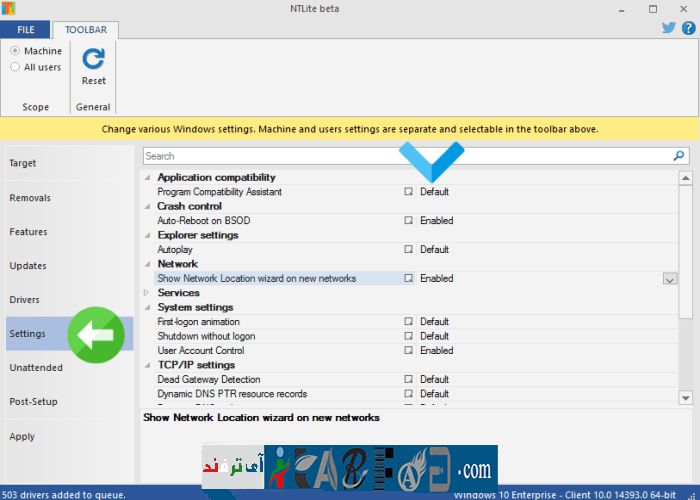 NTLite beta
FILE TOOLBAR
Machine
All users
Reset
Scope General
Change various Windows settings. Machine and users settings are separate and selectable in the toolbar above.
Target
Removals
Features
Updates
Drivers
Settings
Unattended
Post-Setup
Apply
Search
Application compatibility
Program Compatibility Assistant Default
Crash control
Auto-Reboot on BSOD Enabled
Explorer settings
Autoplay Default
Network
Show Network Location wizard on new networks Enabled
Services
System settings
First-logon animation Default
Shutdown without logon Default
User Account Control Enabled
TCP/IP settings
Dead Gateway Detection Default
Dynamic DNS PTR resource records Default
Show Network Location wizard on new networks
آی ترفند .com
503 drivers added to queue. Windows 10 Enterprise - Client 10.0 14393.0 64-bit